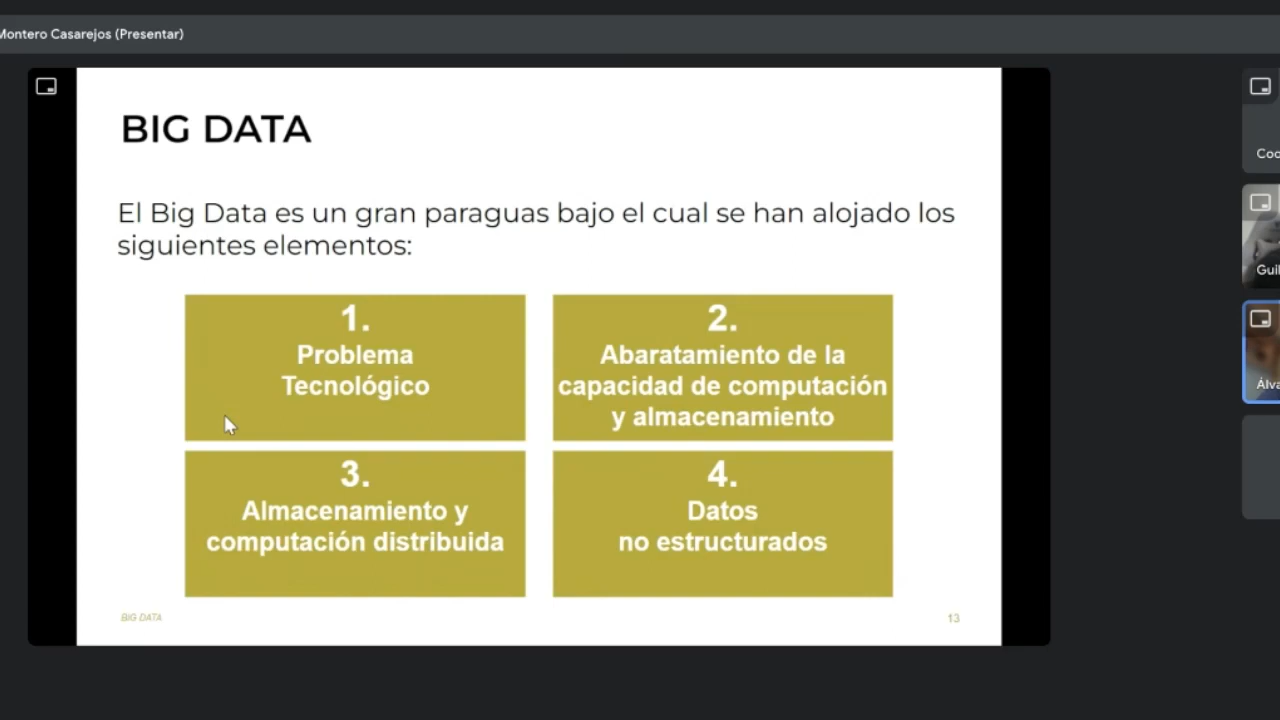 Montero Casarejos (Presentar)
BIG DATA
El Big Data es un gran paraguas bajo el cual se han alojado los
siguientes elementos:
1.
Problema
Tecnológico
2.
Abaratamiento de la
capacidad de computación
y almacenamiento
3.
Almacenamiento y
computación distribuida
4.
Datos
no estructurados
BIG DATA
13